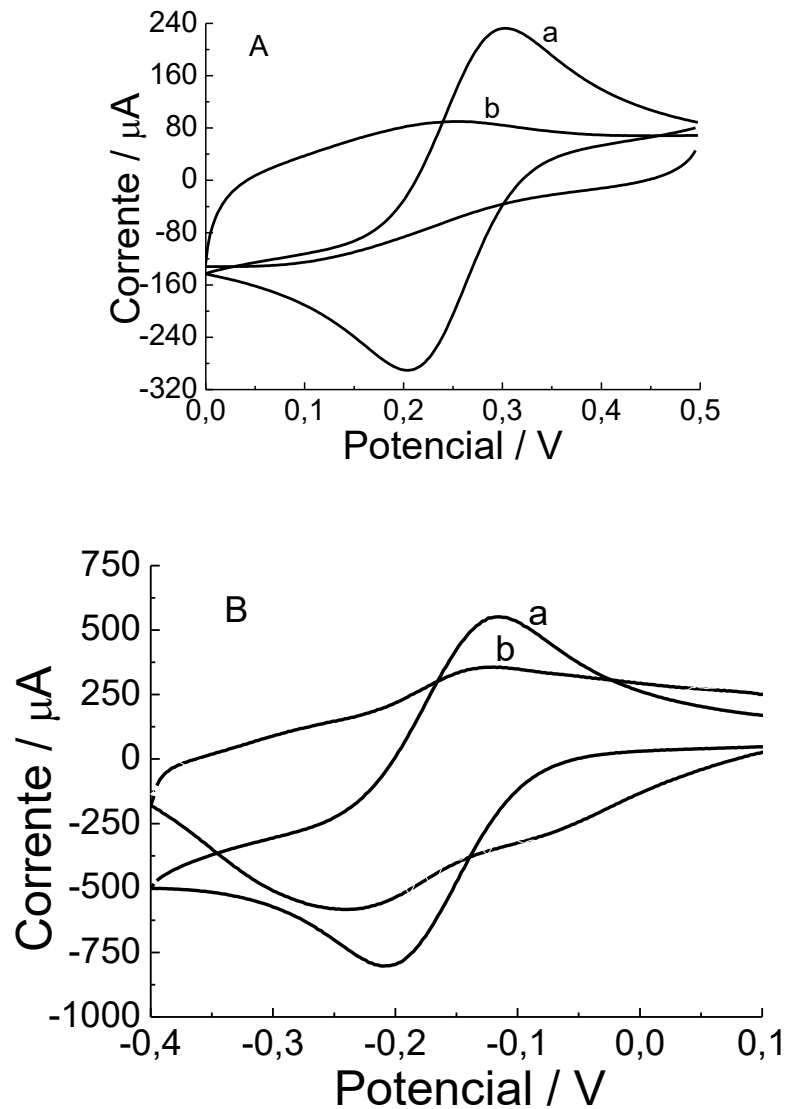 240
A
a
160
b
80
0
-80
-160
-240
-320
0,0 0,1 0,2 0,3 0,4 0,5
Corrente / μA
Potencial / V
750
B
a
500
b
250
0
-250
-500
-750
-1000
-0,4 -0,3 -0,2 -0,1 0,0 0,1
Corrente / μA
Potencial / V